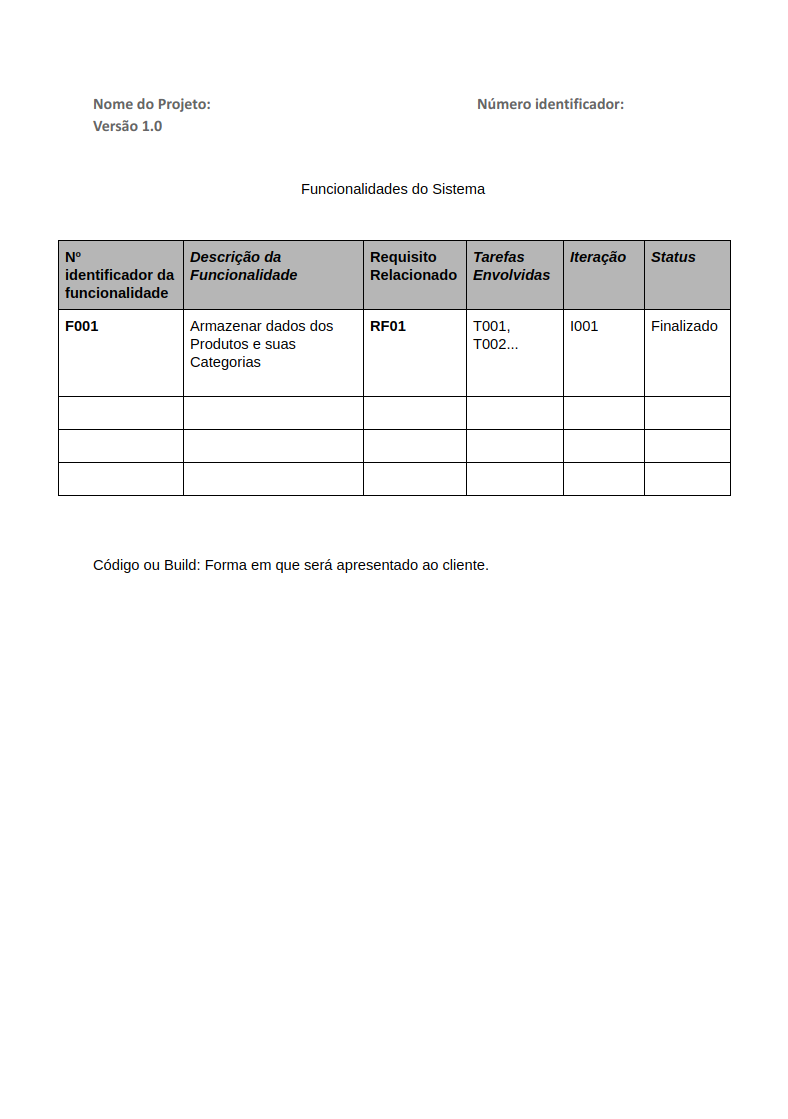 Nome do Projeto: Número identificador:
Versão 1.0
Funcionalidades do Sistema
Nº identificador da funcionalidade
Descrição da Funcionalidade
Requisito Relacionado
Tarefas Envolvidas
Iteração
Status
F001
Armazenar dados dos Produtos e suas Categorias
RF01
T001, T002...
I001
Finalizado
Código ou Build: Forma em que será apresentado ao cliente.